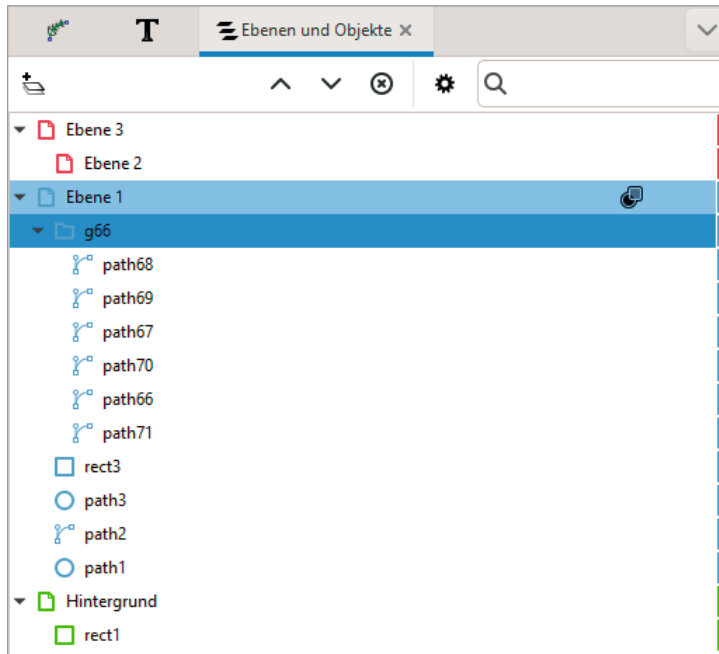 T
Ebenen und Objekte
Ebene 3
Ebene 2
Ebene 1
g66
path68
path69
path67
path70
path66
path71
rect3
path3
path2
path1
Hintergrund
rect1